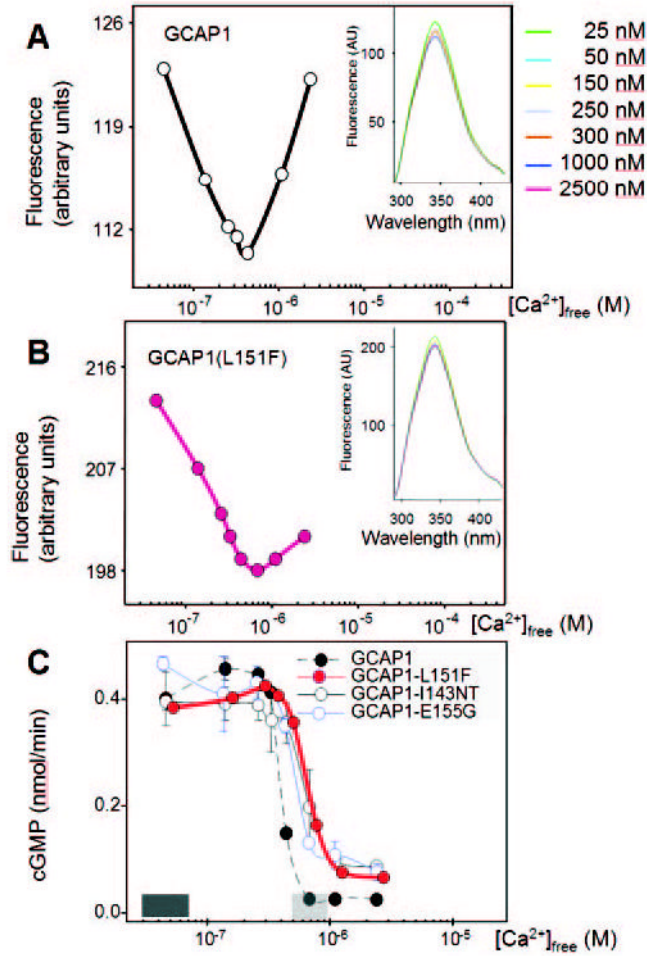 A
126
119
112
Fluorescence
(arbitrary units)
GCAP1
Fluorescence (AU)
100
50
300 350 400
Wavelength (nm)
25 nM
50 nM
150 nM
250 nM
300 nM
1000 nM
2500 nM
10⁻⁷ 10⁻⁶ 10⁻⁵ 10⁻⁴ [Ca²⁺]free (M)
B
216
207
198
Fluorescence
(arbitrary units)
GCAP1(L151F)
Fluorescence (AU)
200
100
300 350 400
Wavelength (nm)
10⁻⁷ 10⁻⁶ 10⁻⁵ 10⁻⁴ [Ca²⁺]free (M)
C
0.4
0.2
0.0
cGMP (nmol/min)
GCAP1
GCAP1-L151F
GCAP1-I143NT
GCAP1-E155G
10⁻⁷ 10⁻⁶ 10⁻⁵ [Ca²⁺]free (M)